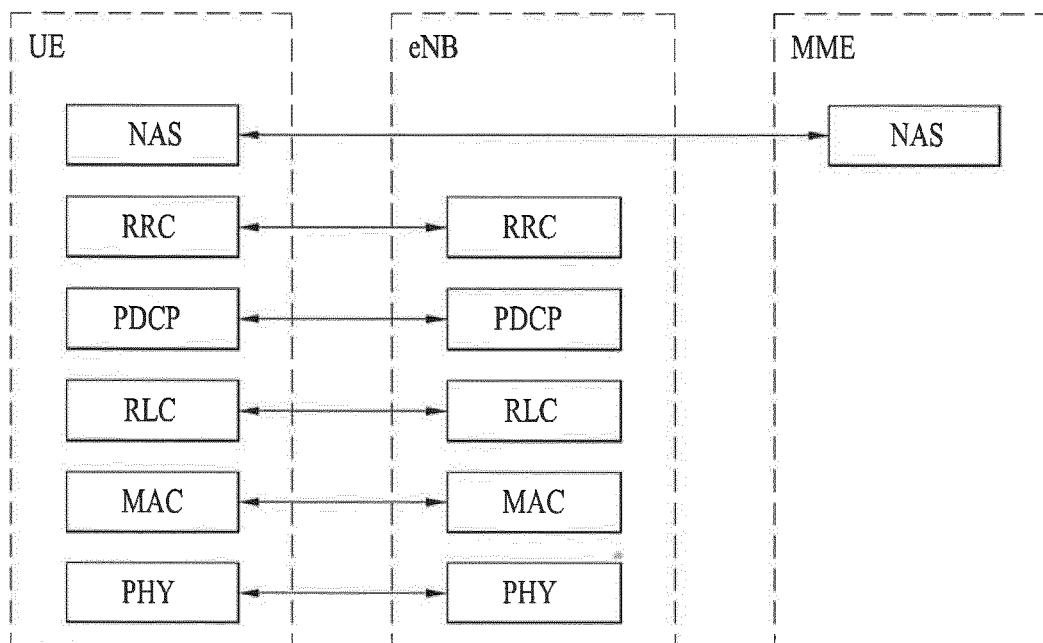 UE eNB MME
NAS NAS
RRC RRC
PDCP PDCP
RLC RLC
MAC MAC
PHY PHY